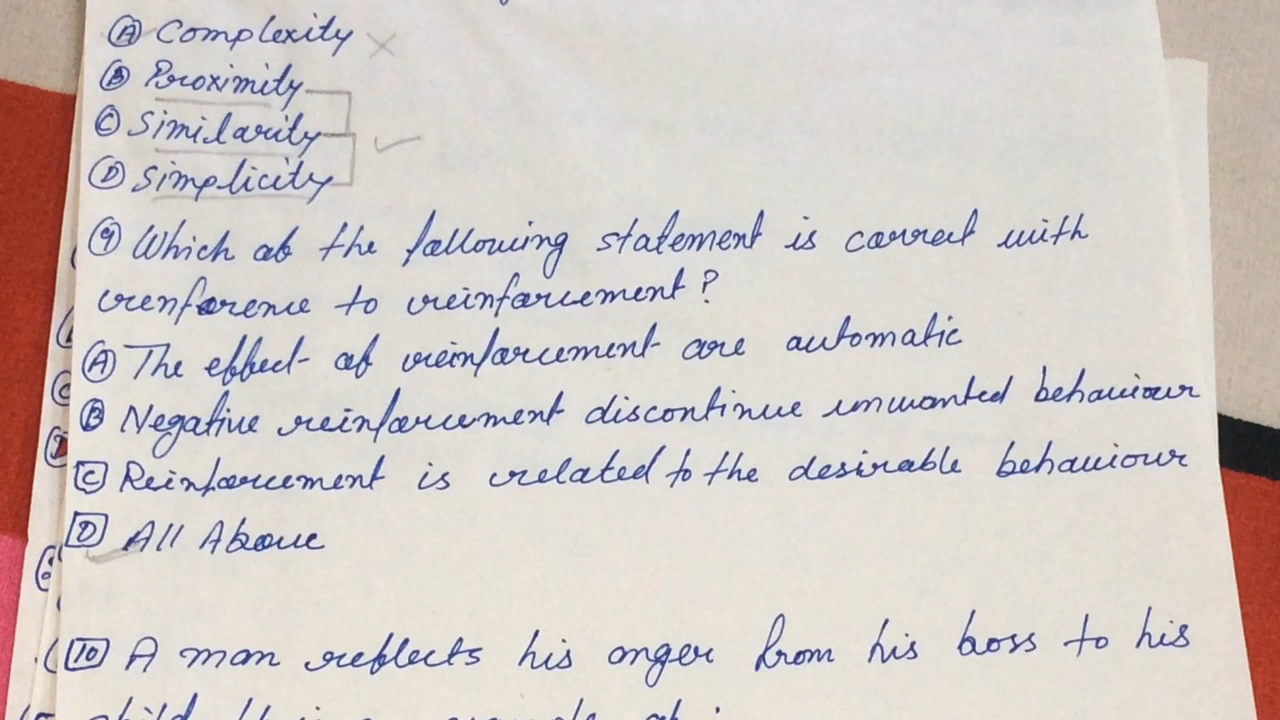 Ⓐ Complexity ×
Ⓑ Proximity
Ⓒ Similarity ✓
Ⓓ Simplicity
⑨ Which of the following statement is correct with
renforence to reinforcement?
Ⓐ The effect of reinforcement are automatic
Ⓑ Negative reinforcement discontinue unwanted behaviour
C Reinforcement is related to the desirable behaviour
D All Above
10 A man reflects his anger from his boss to his
child